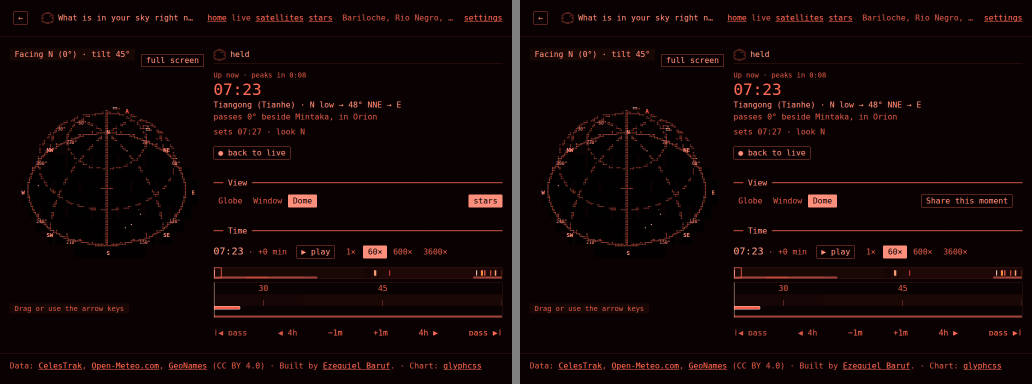 ← What is in your sky right n… home live satellites stars Bariloche, Rio Negro, … settings
Facing N (0°) · tilt 45°
full screen
held
Up now · peaks in 0:08
07:23
Tiangong (Tianhe) · N low → 48° NNE → E
passes 0° beside Mintaka, in Orion
sets 07:27 · look N
● back to live
View
Globe Window Dome stars
Time
07:23 · +0 min ▶ play 1× 60× 600× 3600×
30 45
|◀ pass ◀ 4h −1m +1m 4h ▶ pass ▶|
N
NW NE
W E
SW SE
S
Drag or use the arrow keys
Data: CelesTrak, Open-Meteo.com, GeoNames (CC BY 4.0) · Built by Ezequiel Baruf. · Chart: glyphcss
← What is in your sky right n… home live satellites stars Bariloche, Rio Negro, … settings
Facing N (0°) · tilt 45°
full screen
held
Up now · peaks in 0:08
07:23
Tiangong (Tianhe) · N low → 48° NNE → E
passes 0° beside Mintaka, in Orion
sets 07:27 · look N
● back to live
View
Globe Window Dome Share this moment
Time
07:23 · +0 min ▶ play 1× 60× 600× 3600×
30 45
|◀ pass ◀ 4h −1m +1m 4h ▶ pass ▶|
N
NW NE
W E
SW SE
S
Drag or use the arrow keys
Data: CelesTrak, Open-Meteo.com, GeoNames (CC BY 4.0) · Built by Ezequiel Baruf. · Chart: glyphcss